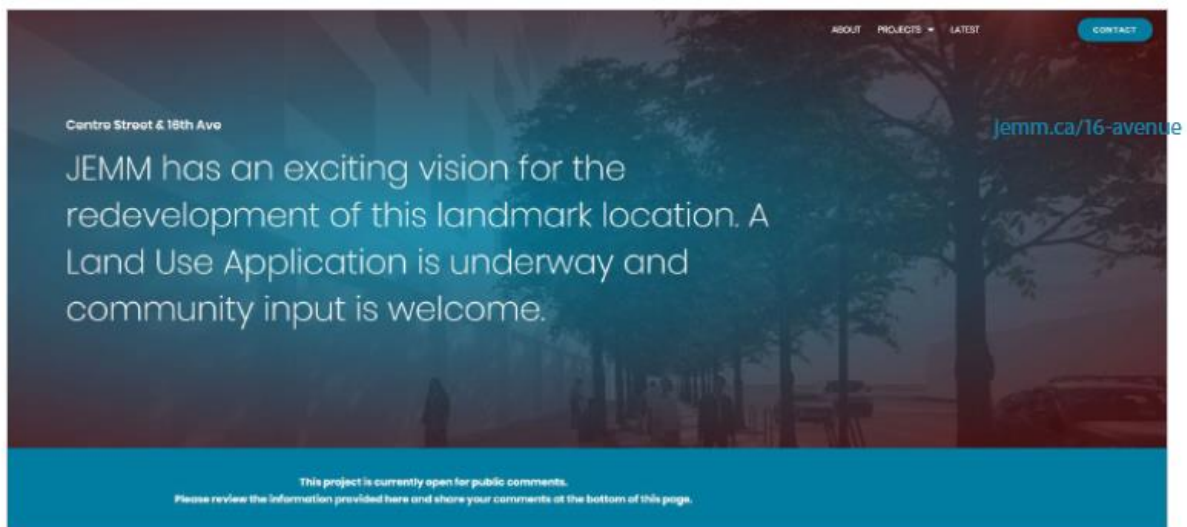 ABOUT PROJECTS LATEST CONTACT
Centre Street & 16th Ave
jemm.ca/16-avenue
JEMM has an exciting vision for the
redevelopment of this landmark location. A
Land Use Application is underway and
community input is welcome.
This project is currently open for public comments.
Please review the information provided here and share your comments at the bottom of this page.